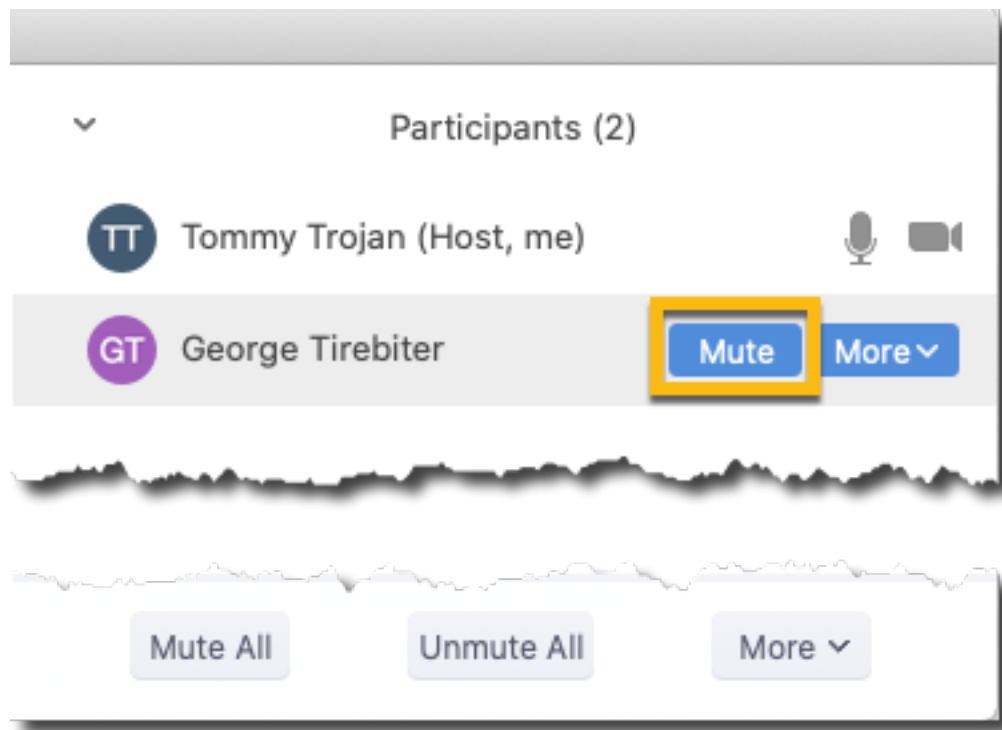 Participants (2)
TT Tommy Trojan (Host, me)
GT George Tirebiter Mute More
Mute All Unmute All More